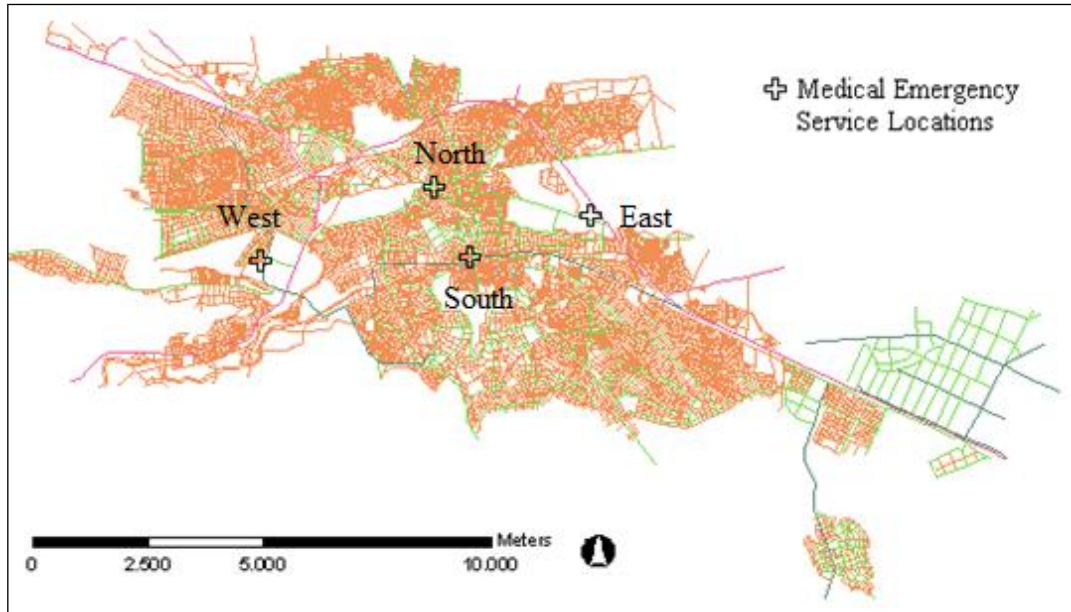 Medical Emergency
Service Locations
North
West
East
South
Meters
0
2.500
5.000
10.000